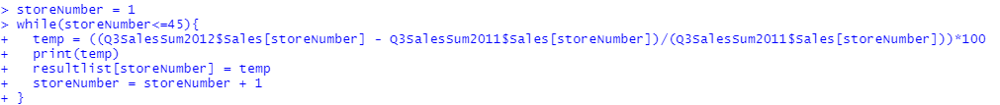 > storeNumber = 1
> while(storeNumber<=45){
+   temp = ((Q3SalesSum2012$Sales[storeNumber] - Q3SalesSum2011$Sales[storeNumber])/(Q3SalesSum2011$Sales[storeNumber]))*100
+   print(temp)
+   resultlist[storeNumber] = temp
+   storeNumber = storeNumber + 1
+ }